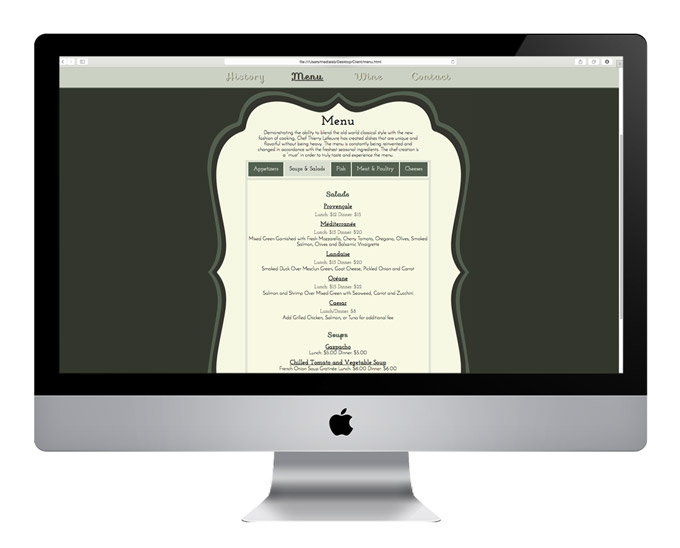 file:///Users/medialab/Desktop/Client/menu.html
History Menu Wine Contact
Menu
Demonstrating the ability to blend the old world classical style with the new
fashion of cooking, Chef Thierry Lefeuvre has created dishes that are unique and
flavorful without being heavy. The menu is constantly being reinvented and
changed in accordance with the freshest seasonal ingredients. The chef creation is
a "must" in order to truly taste and experience the menu.
Appetizers Soups & Salads Fish Meat & Poultry Cheeses
Salads
Provençale
Lunch: $12 Dinner: $15
Méditerranée
Lunch: $15 Dinner: $20
Mixed Green Garnished with Fresh Mozzarella, Cherry Tomato, Oregano, Olives, Smoked
Salmon, Chives and Balsamic Vinaigrette
Landaise
Lunch: $15 Dinner: $20
Smoked Duck Over Mesclun Green, Goat Cheese, Pickled Onion and Carrot
Océane
Lunch: $15 Dinner: $22
Salmon and Shrimp Over Mixed Green with Seaweed, Carrot and Zucchini
Caesar
Lunch/Dinner: $8
Add Grilled Chicken, Salmon, or Tuna for additional fee
Soups
Gazpacho
Lunch: $5.00 Dinner: $5.00
Chilled Tomato and Vegetable Soup
French Onion Soup Gratinée Lunch: $6.00 Dinner: $6.00